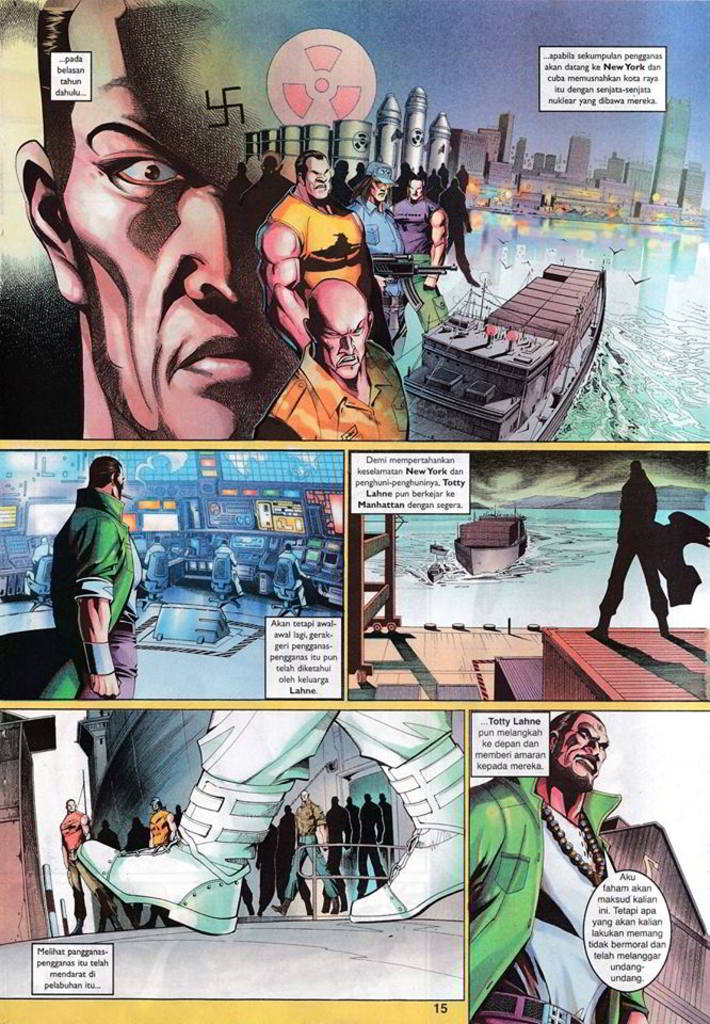 ...pada
belasan
tahun
dahulu...
...apabila sekumpulan pengganas
akan datang ke New York dan
cuba memusnahkan kota raya
itu dengan senjata-senjata
nuklear yang dibawa mereka.
Akan tetapi awal-
awal lagi, gerak-
geri pengganas-
pengganas itu pun
telah diketahui
oleh keluarga
Lahne.
Demi mempertahankan
keselamatan New York dan
penghuni-penghuninya, Totty
Lahne pun berkejar ke
Manhattan dengan segera.
Melihat pangganas-
pengganas itu telah
mendarat di
pelabuhan itu...
...Totty Lahne
pun melangkah
ke depan dan
memberi amaran
kepada mereka.
Aku
faham akan
maksud kalian
ini. Tetapi apa
yang akan kalian
lakukan memang
tidak bermoral dan
telah melanggar
undang-
undang.
15